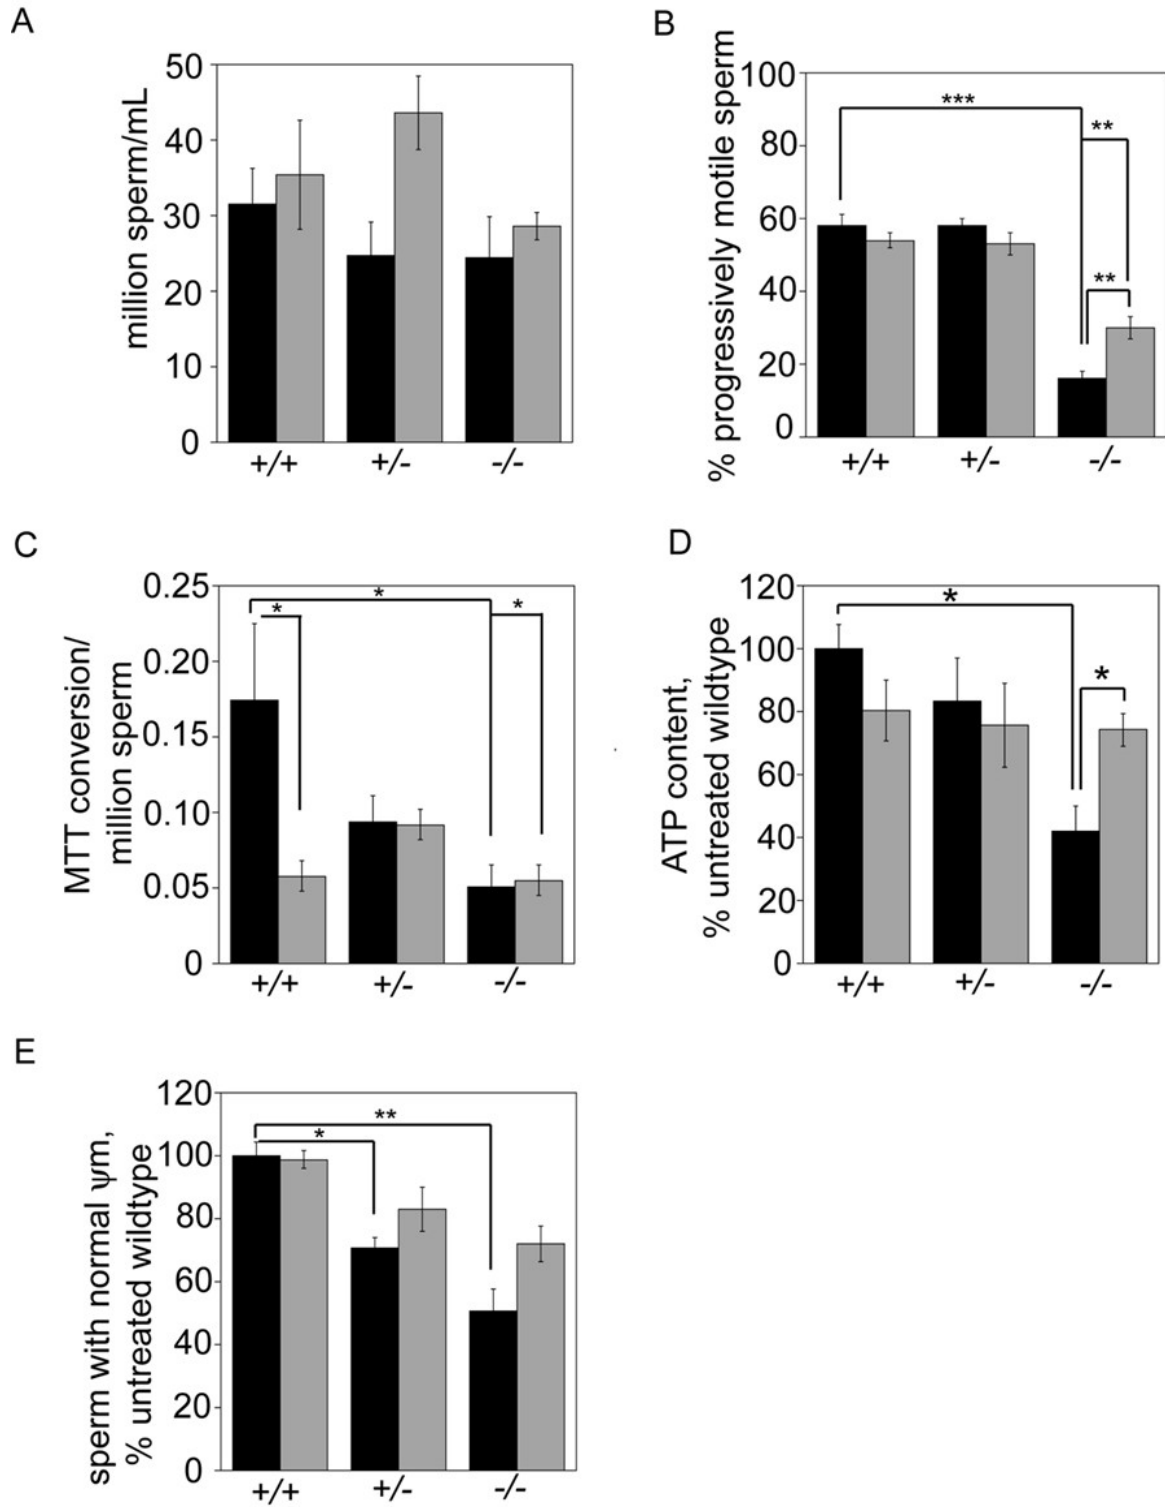 A
million sperm/mL
50
40
30
20
10
0
+/+ +/- -/-
B
% progressively motile sperm
100
80
60
40
20
0
***
**
**
+/+ +/- -/-
C
MTT conversion/
million sperm
0.25
0.20
0.15
0.10
0.05
0
*
*
*
+/+ +/- -/-
D
ATP content,
% untreated wildtype
120
100
80
60
40
20
0
*
*
+/+ +/- -/-
E
sperm with normal ψm,
% untreated wildtype
120
100
80
60
40
20
0
**
*
+/+ +/- -/-